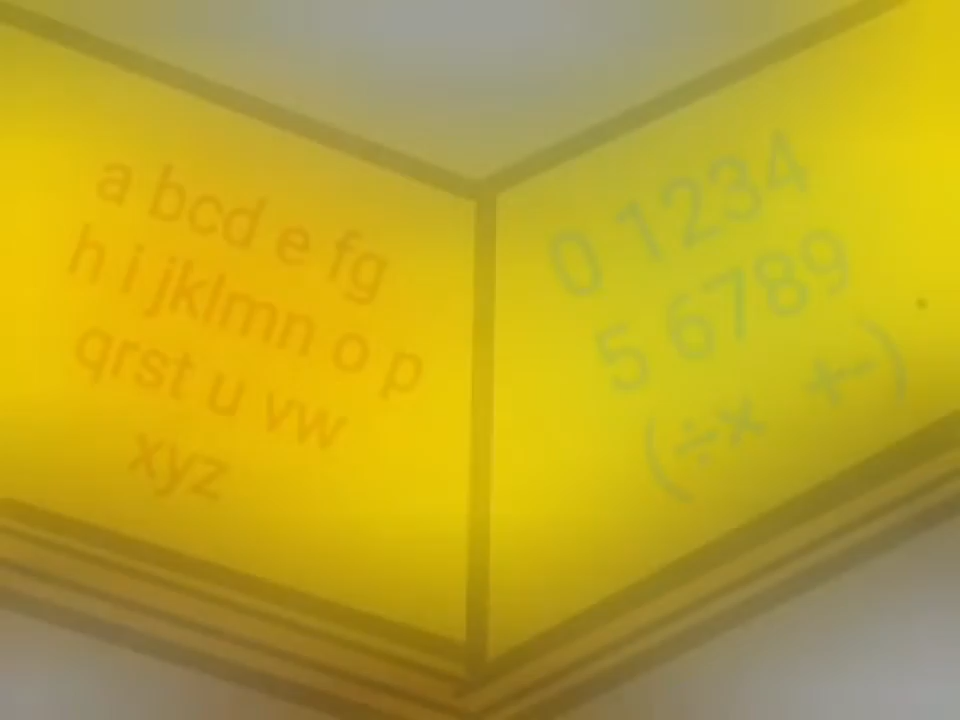 a bcd e fg
h i jklmn o p
qrst u vw
xyz
0 1234
5 6789
(÷× +-)